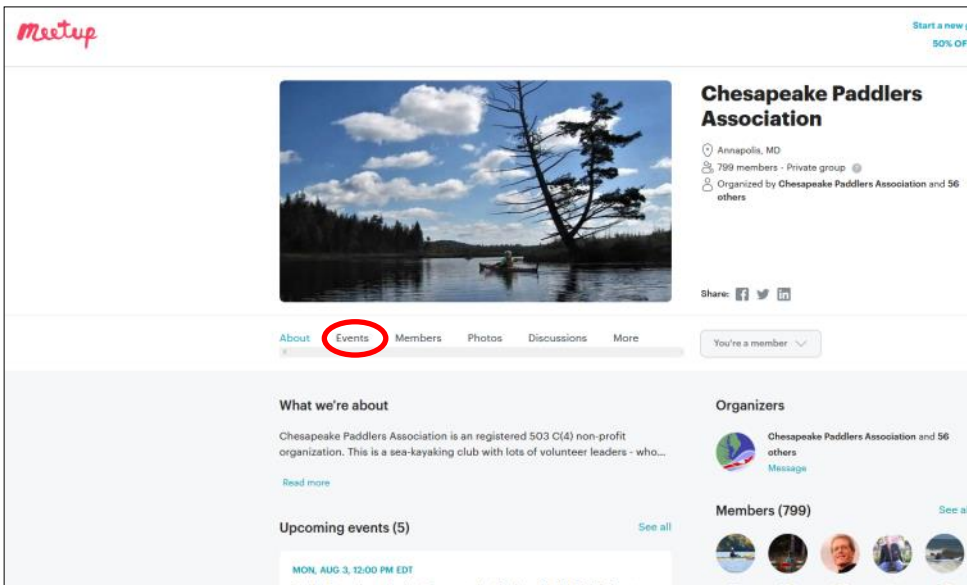 Meetup
Start a new
50% OF
Chesapeake Paddlers
Association
Annapolis, MD
799 members · Private group
Organized by Chesapeake Paddlers Association and 56
others
Share:
About Events Members Photos Discussions More
You're a member
What we're about
Chesapeake Paddlers Association is an registered 503 C(4) non-profit
organization. This is a sea-kayaking club with lots of volunteer leaders - who...
Read more
Upcoming events (5)
See all
MON, AUG 3, 12:00 PM EDT
Organizers
Chesapeake Paddlers Association and 56
others
Message
Members (799)
See